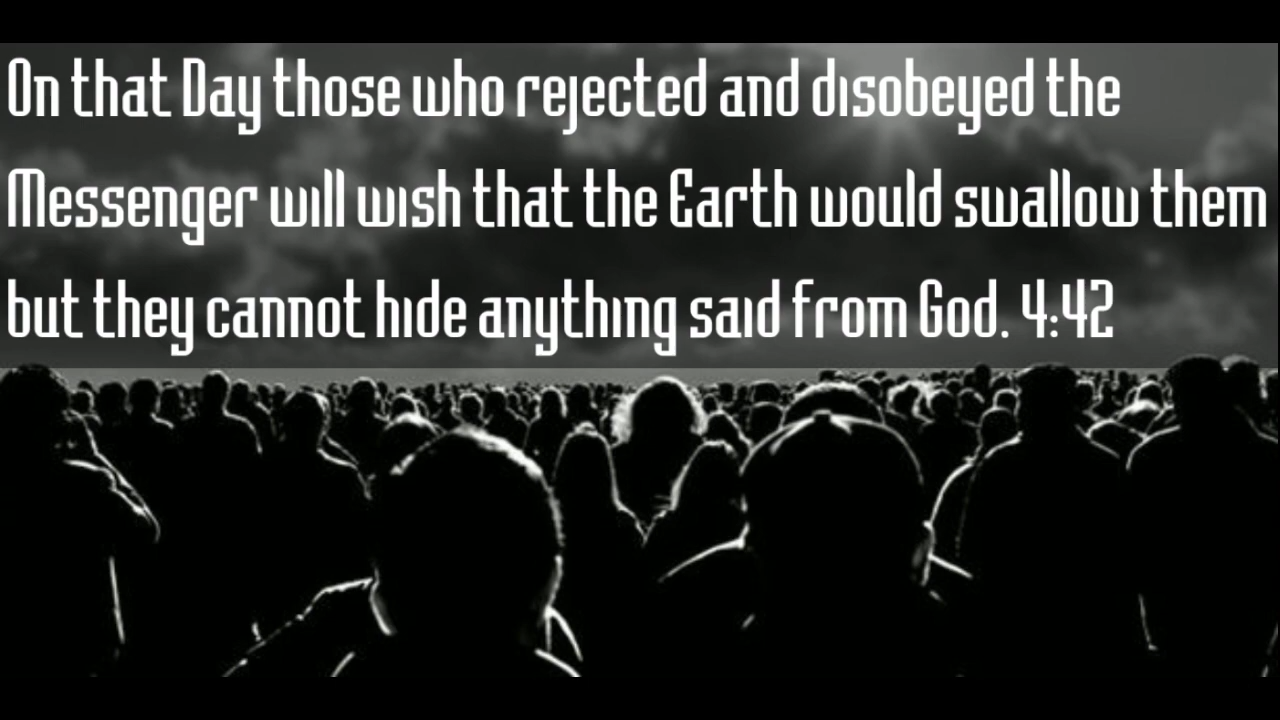 On that Day those who rejected and disobeyed the
Messenger will wish that the Earth would swallow them
but they cannot hide anything said from God. 4:42